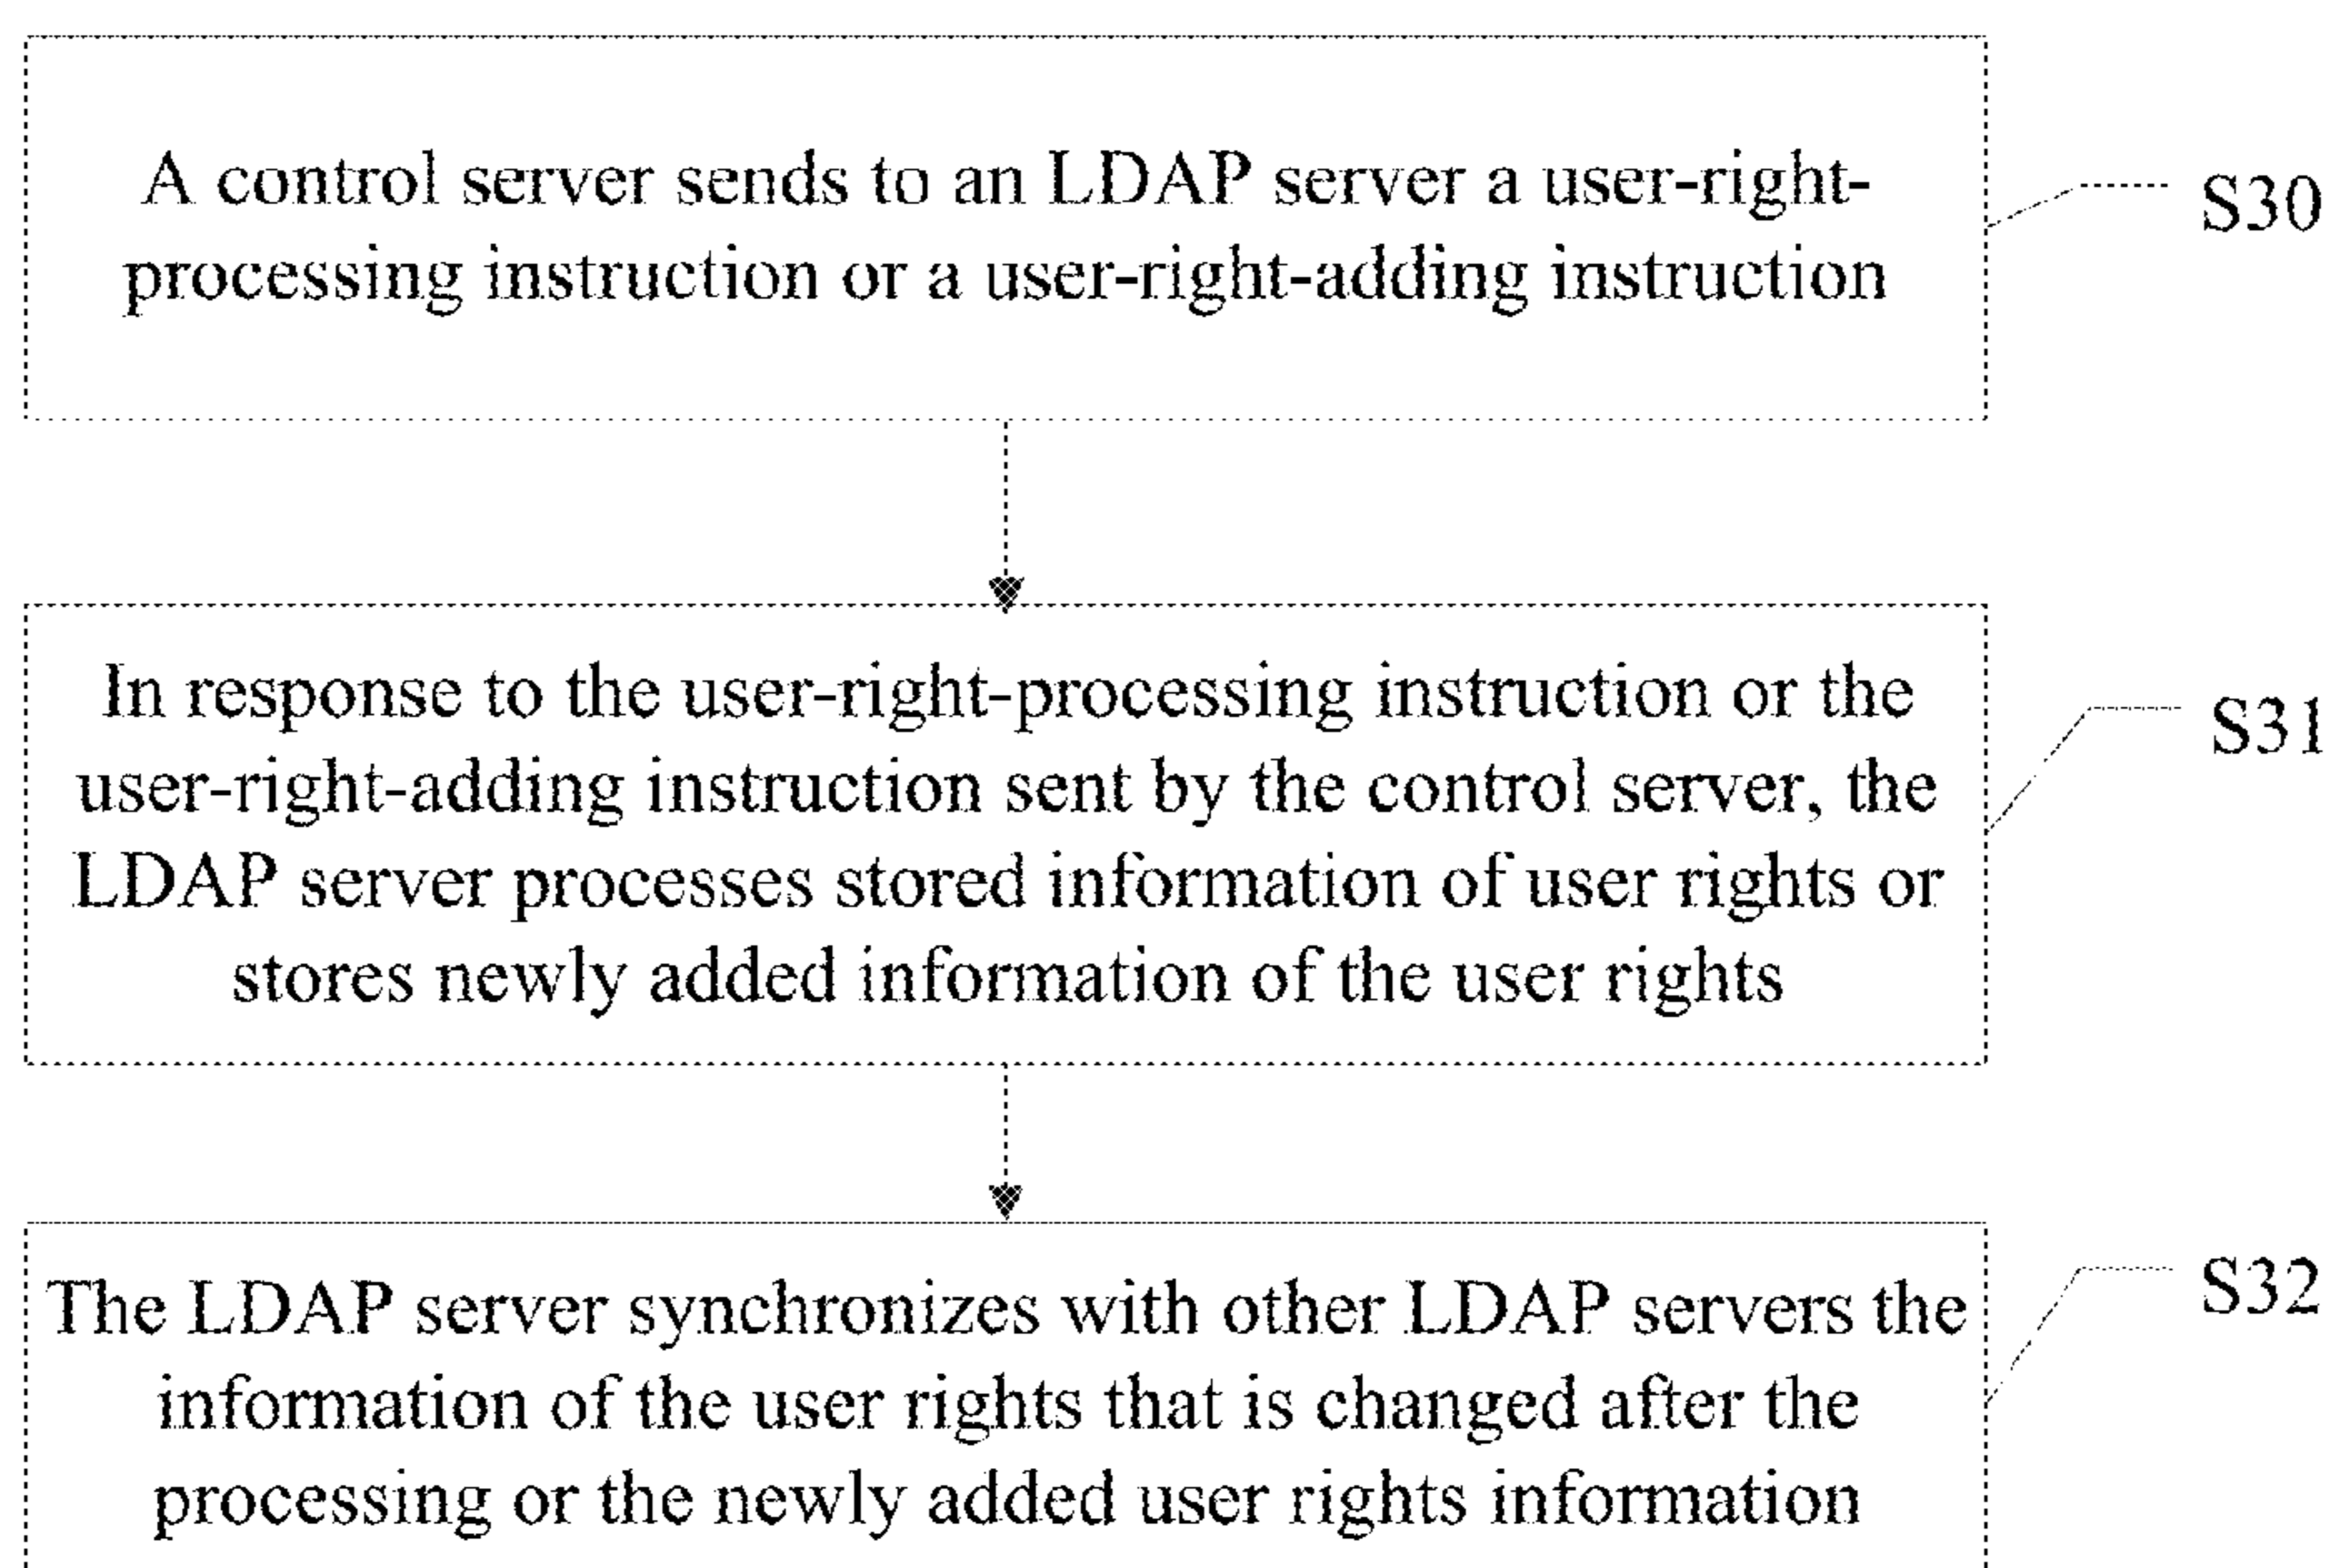 A control server sends to an LDAP server a user-right-
processing instruction or a user-right-adding instruction
S30
In response to the user-right-processing instruction or the
user-right-adding instruction sent by the control server, the
LDAP server processes stored information of user rights or
stores newly added information of the user rights
S31
The LDAP server synchronizes with other LDAP servers the
information of the user rights that is changed after the
processing or the newly added user rights information
S32